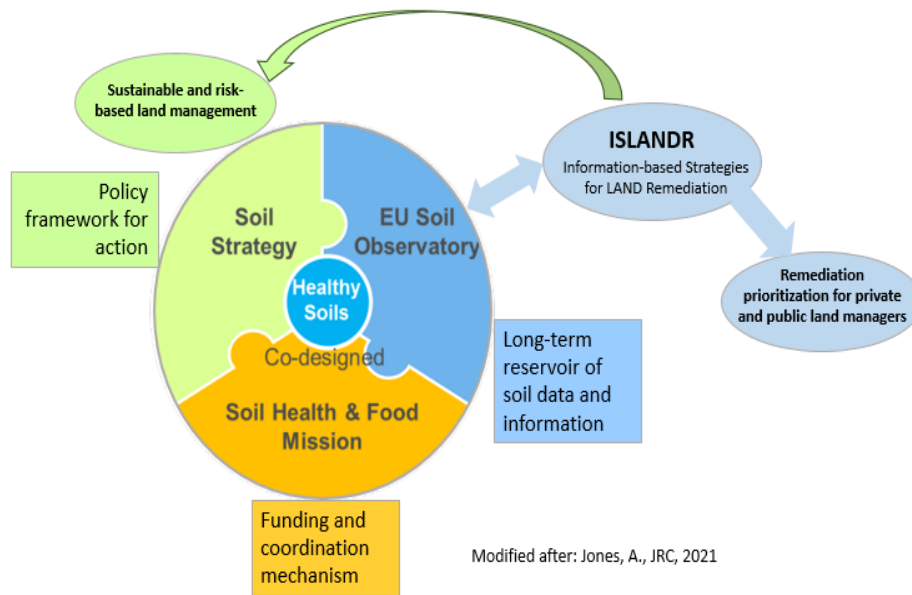 Sustainable and risk-
based land management
ISLANDR
Information-based Strategies
for LAND Remediation
Policy
framework for
action
Soil
Strategy
EU Soil
Observatory
Healthy
Soils
Remediation
prioritization for private
and public land managers
Co-designed
Long-term
reservoir of
soil data and
information
Soil Health & Food
Mission
Funding and
coordination
mechanism
Modified after: Jones, A., JRC, 2021